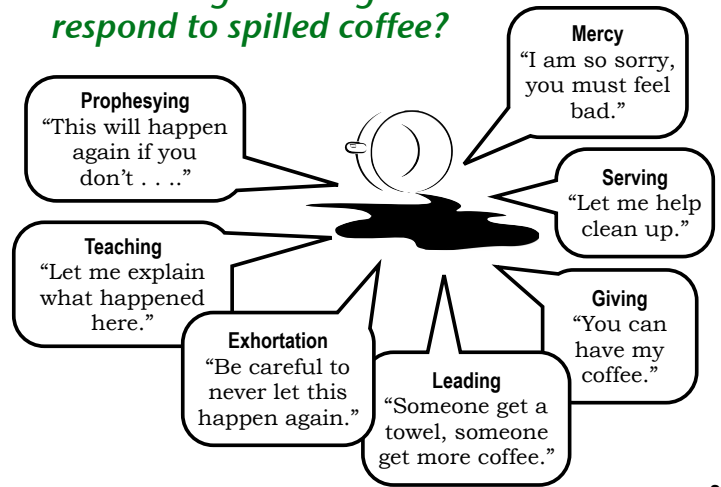 respond to spilled coffee?
Prophesying
“This will happen
again if you
don’t . . ..”
Mercy
“I am so sorry,
you must feel
bad.”
Serving
“Let me help
clean up.”
Teaching
“Let me explain
what happened
here.”
Giving
“You can
have my
coffee.”
Exhortation
“Be careful to
never let this
happen again.”
Leading
“Someone get a
towel, someone
get more coffee.”